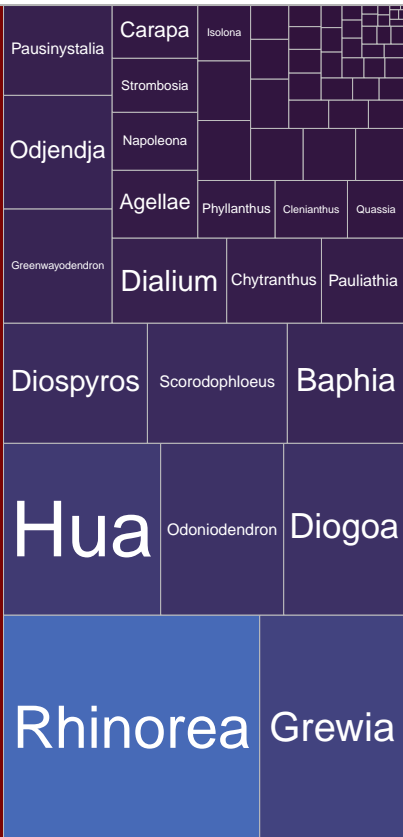 Pausinystalia
Carapa
Isolona
Strombosia
Odjendja
Napoleona
Agellae
Phyllanthus
Clenianthus
Quassia
Greenwayodendron
Dialium
Chytranthus
Pauliathia
Diospyros
Scorodophloeus
Baphia
Hua
Odoniodendron
Diogoa
Rhinorea
Grewia